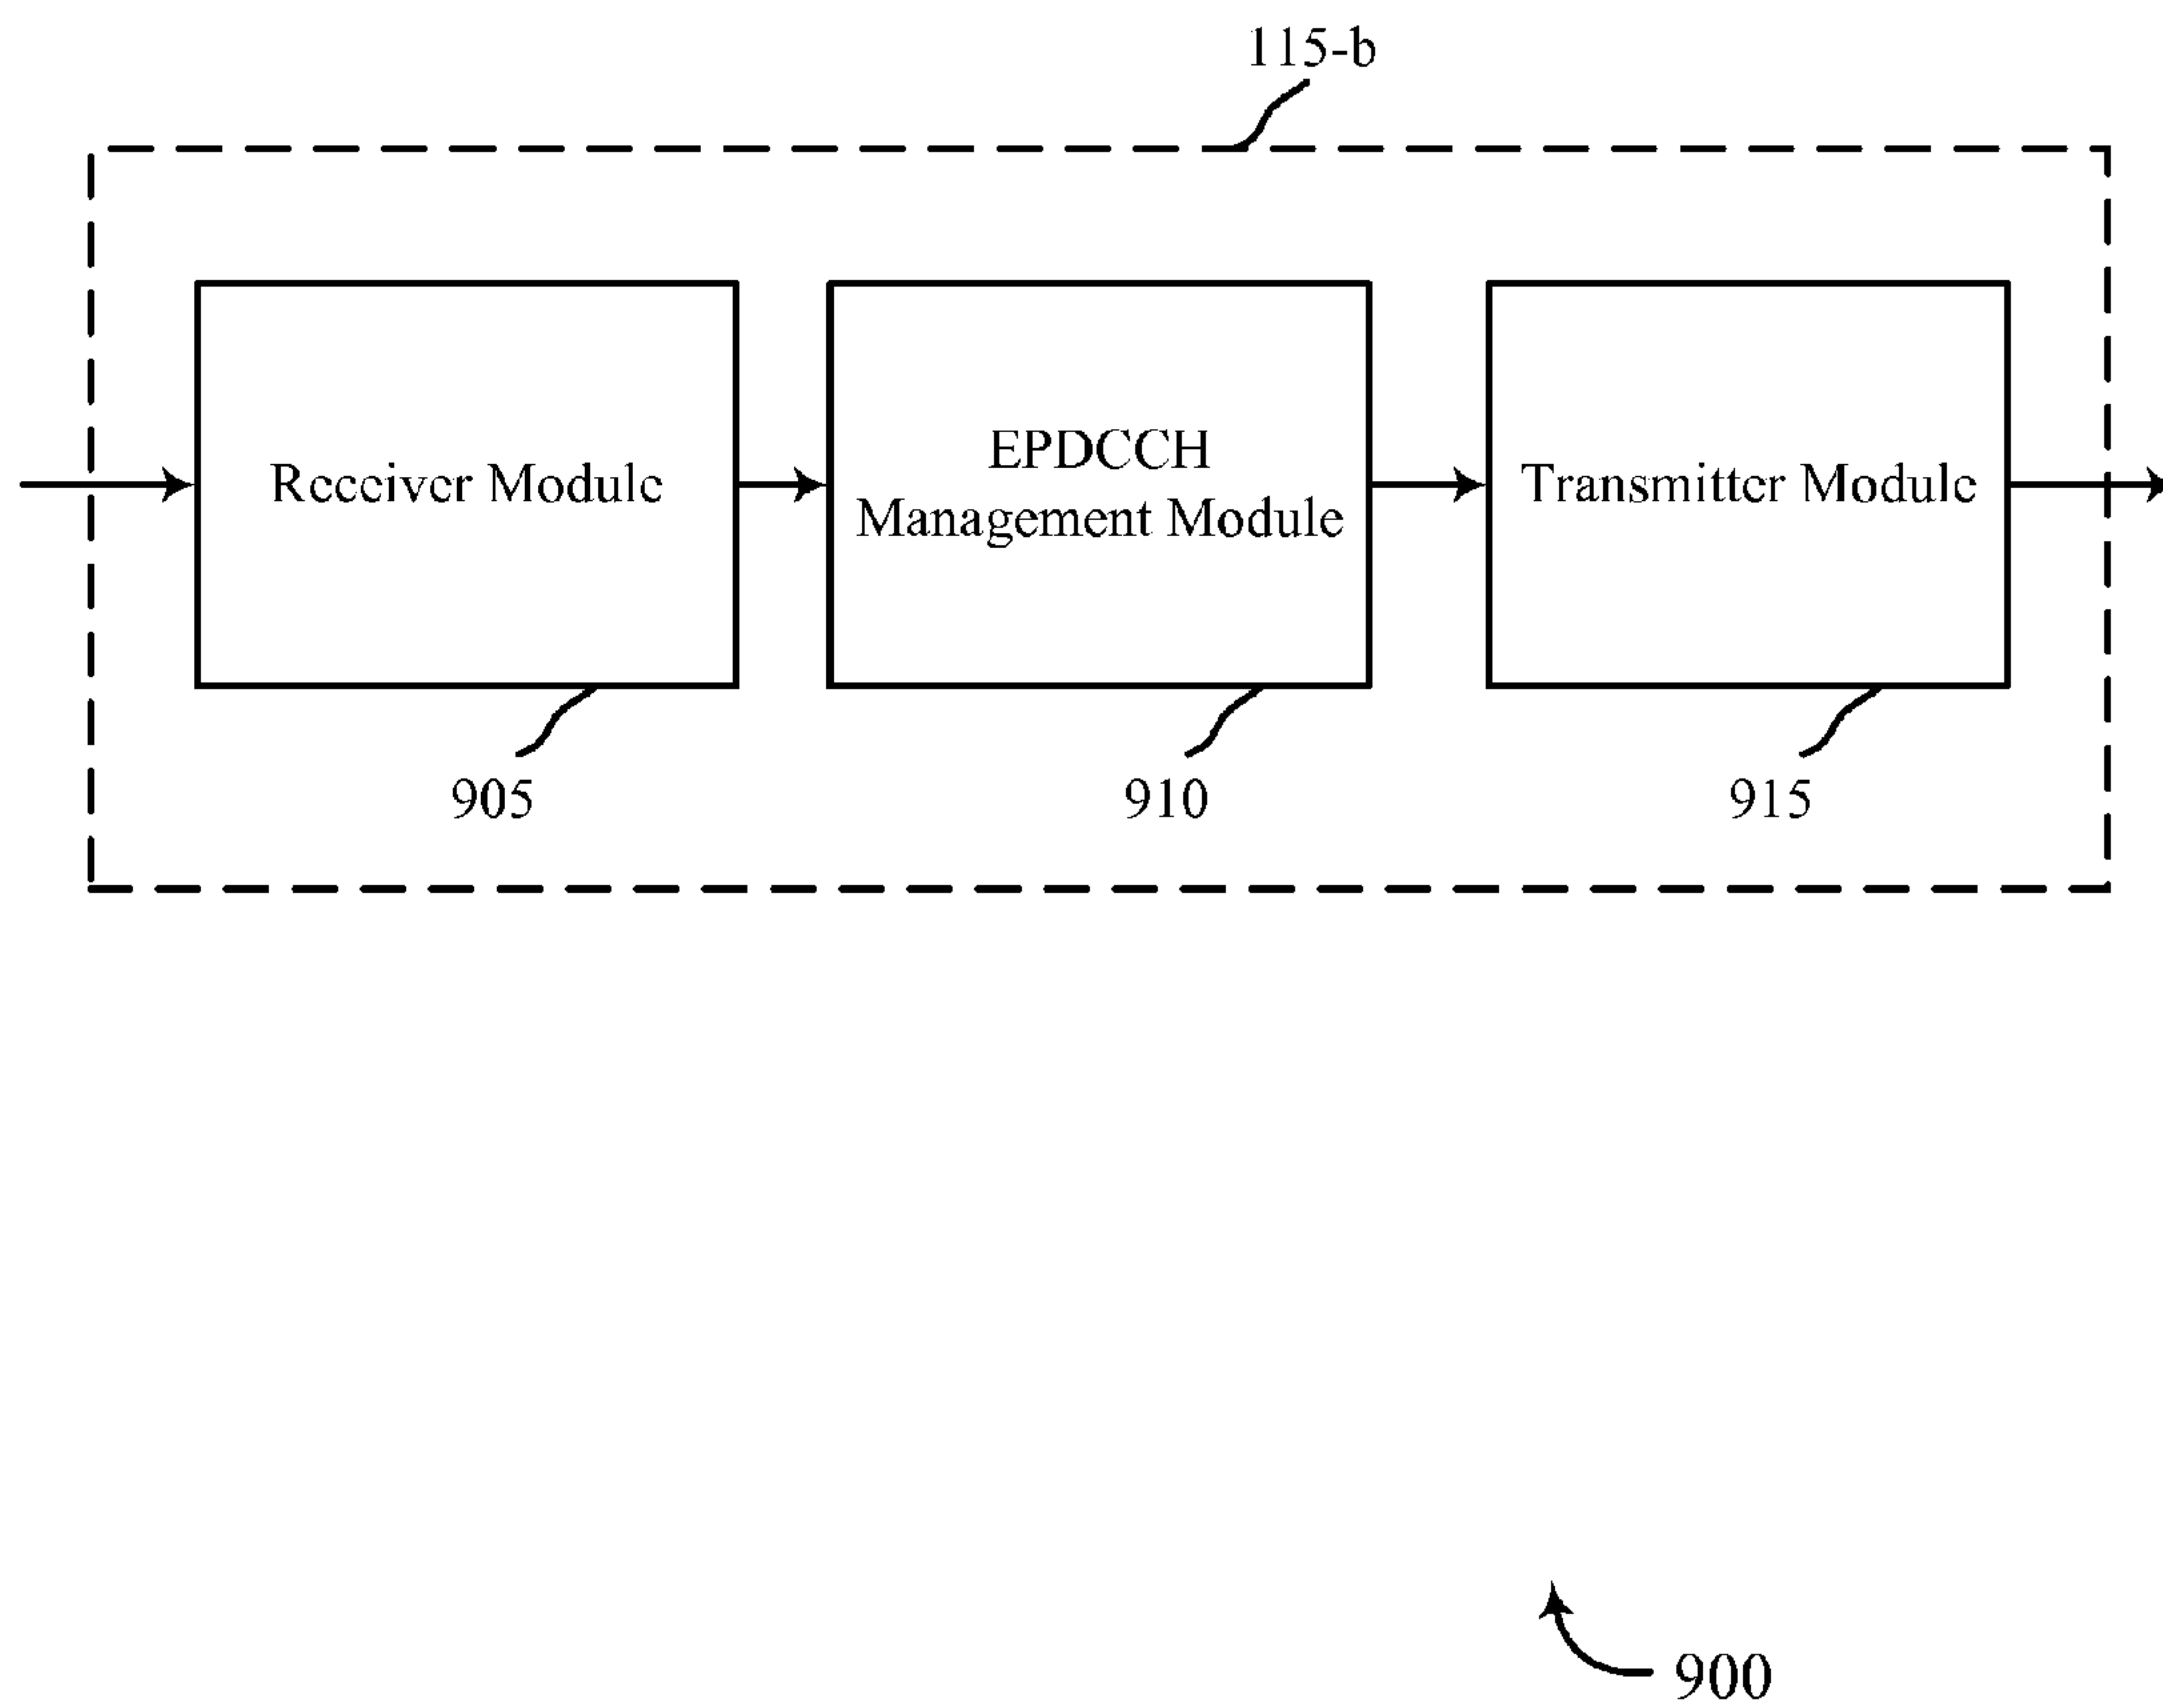 115-b
Receiver Module
EPDCCH
Management Module
Transmitter Module
905
910
915
900